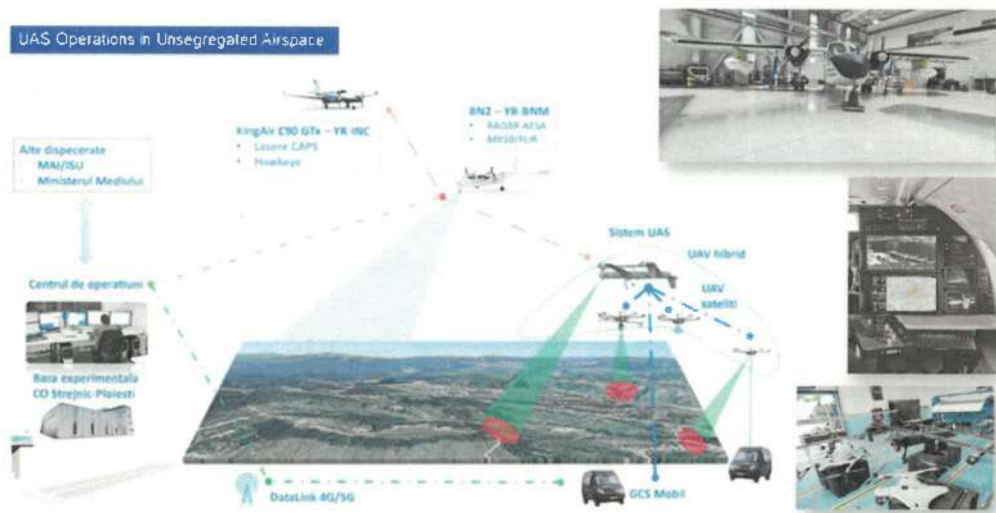 UAS Operations in Unsegregated Airspace
KingAir C90 GTx – YR-INC
Lasere CAPS
Hawkeye
BN2 – YR-BNM
RADAR AESA
MX10/FLIR
Alte dispecerate
MAI/ISU
Ministerul Mediului
Sistem UAS
UAV hibrid
UAV
sateliti
Centrul de operatiuni
Baza experimentala
CO Strejnic-Ploiesti
DataLink 4G/5G
GCS Mobil